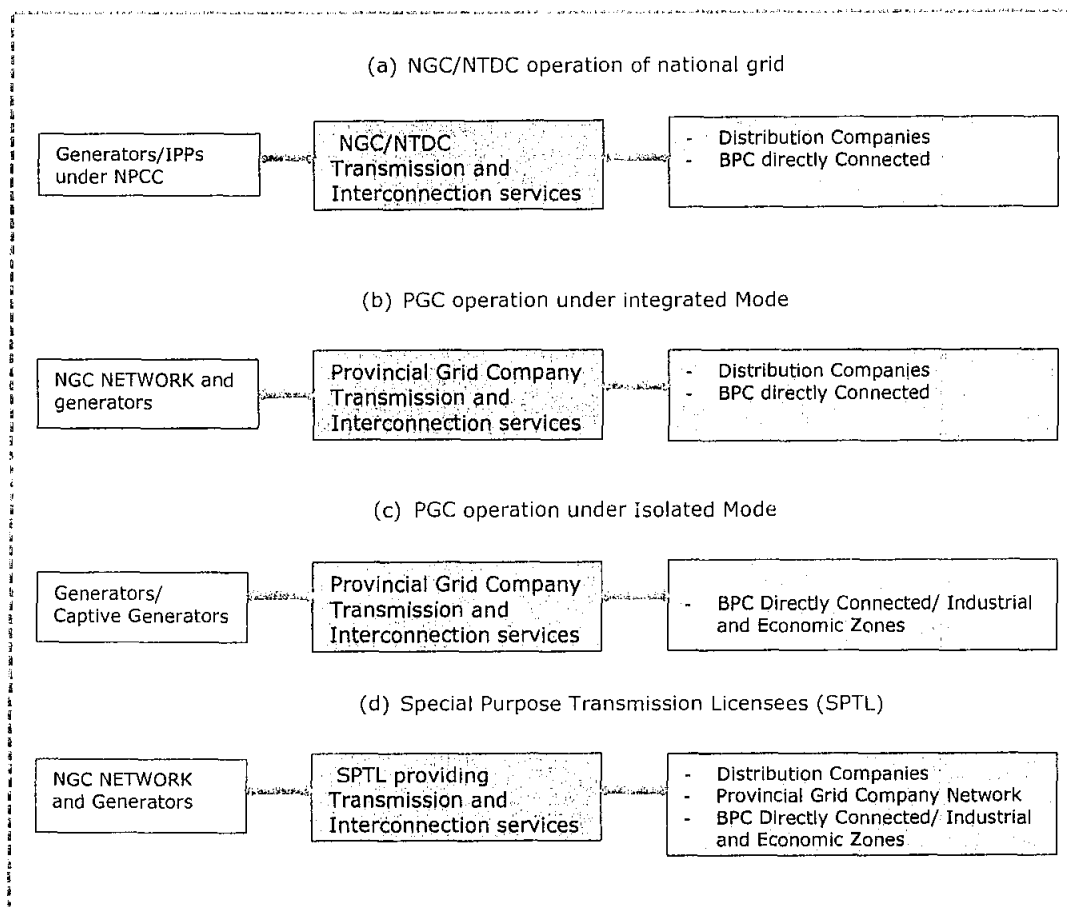 (a) NGC/NTDC operation of national grid
Generators/IPPs
under NPCC
NGC/NTDC
Transmission and
Interconnection services
- Distribution Companies
- BPC directly Connected
(b) PGC operation under integrated Mode
NGC NETWORK and
generators
Provincial Grid Company
Transmission and
Interconnection services
- Distribution Companies
- BPC directly Connected
(c) PGC operation under Isolated Mode
Generators/
Captive Generators
Provincial Grid Company
Transmission and
Interconnection services
- BPC Directly Connected/ Industrial
and Economic Zones
(d) Special Purpose Transmission Licensees (SPTL)
NGC NETWORK
and Generators
SPTL providing
Transmission and
Interconnection services
- Distribution Companies
- Provincial Grid Company Network
- BPC Directly Connected/ Industrial
and Economic Zones